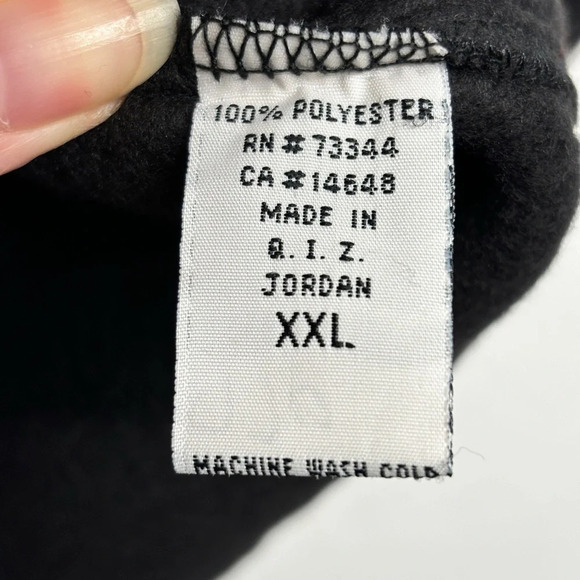 100% POLYESTER
RN # 73344
CA # 14648
MADE IN
Q. I. Z.
JORDAN
XXL
MACHINE WASH COLD